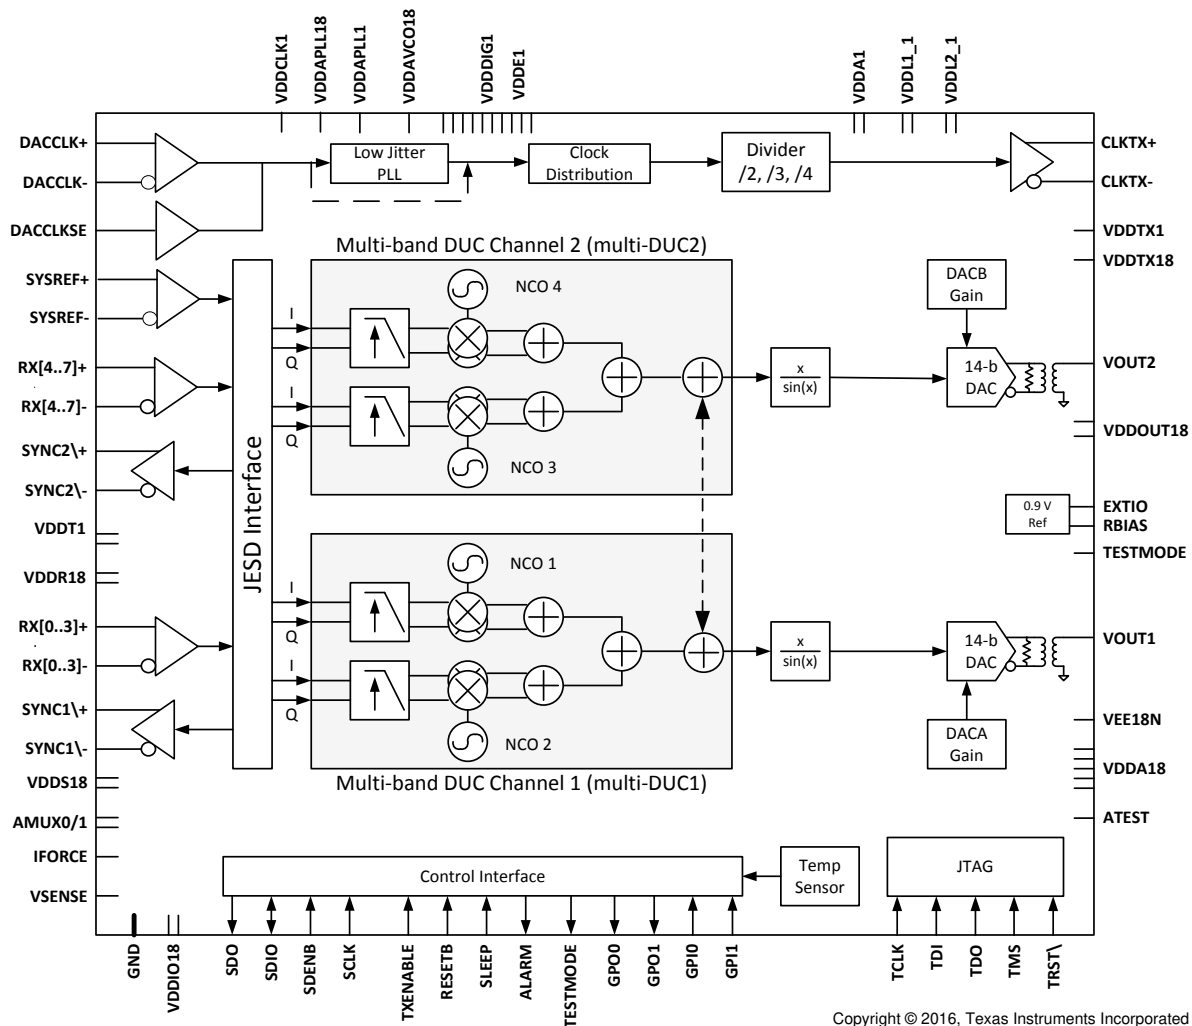 VDDCLK1
VDDAPLL18
VDDAPLL1
VDDAVCO18
VDDDIG1
VDDE1
VDDA1
VDDL1_1
VDDL2_1
DACCLK+
DACCLK-
DACCLKSE
SYSREF+
SYSREF-
RX[4..7]+
RX[4..7]-
SYNC2\+
SYNC2\-
VDDT1
VDDR18
RX[0..3]+
RX[0..3]-
SYNC1\+
SYNC1\-
VDDS18
AMUX0/1
IFORCE
VSENSE
Low Jitter
PLL
Clock
Distribution
Divider
/2, /3, /4
CLKTX+
CLKTX-
VDDTX1
VDDTX18
VOUT2
VDDOUT18
EXTIO
RBIAS
TESTMODE
VOUT1
VEE18N
VDDA18
ATEST
JESD Interface
Multi-band DUC Channel 2 (multi-DUC2)
I
Q
I
Q
NCO 4
NCO 3
x
sin(x)
DACB
Gain
14-b
DAC
0.9 V
Ref
I
Q
I
Q
NCO 1
NCO 2
x
sin(x)
14-b
DAC
DACA
Gain
Multi-band DUC Channel 1 (multi-DUC1)
Control Interface
Temp
Sensor
JTAG
GND
VDDIO18
SDO
SDIO
SDENB
SCLK
TXENABLE
RESETB
SLEEP
ALARM
TESTMODE
GPO0
GPO1
GPI0
GPI1
TCLK
TDI
TDO
TMS
TRST\
Copyright © 2016, Texas Instruments Incorporated